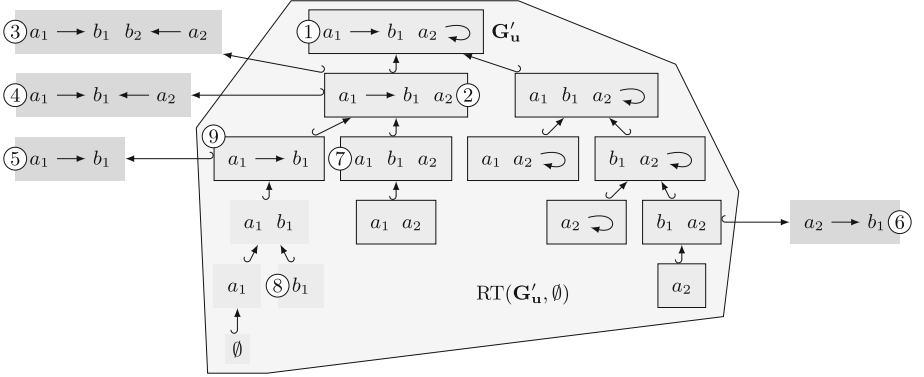 ③ a₁ → b₁ b₂ ← a₂
① a₁ → b₁ a₂ G′ᵤ
④ a₁ → b₁ ← a₂
a₁ → b₁ a₂ ②
a₁ b₁ a₂
⑤ a₁ → b₁
⑨ a₁ → b₁
⑦ a₁ b₁ a₂
a₁ a₂
b₁ a₂
a₁ b₁
a₁ a₂
a₂
b₁ a₂
a₂ → b₁ ⑥
a₁
⑧ b₁
RT(G′ᵤ, ∅)
a₂
∅